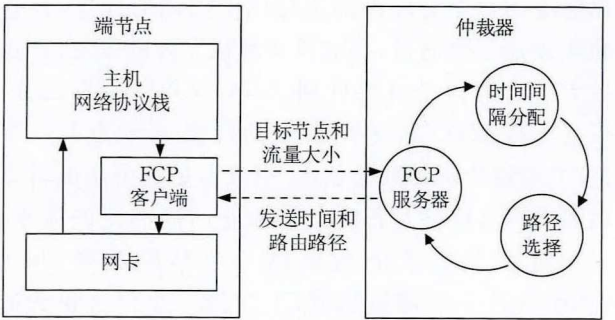 端节点
主机
网络协议栈
FCP
客户端
网卡
目标节点和
流量大小
发送时间和
路由路径
仲裁器
时间间
隔分配
FCP
服务器
路径
选择